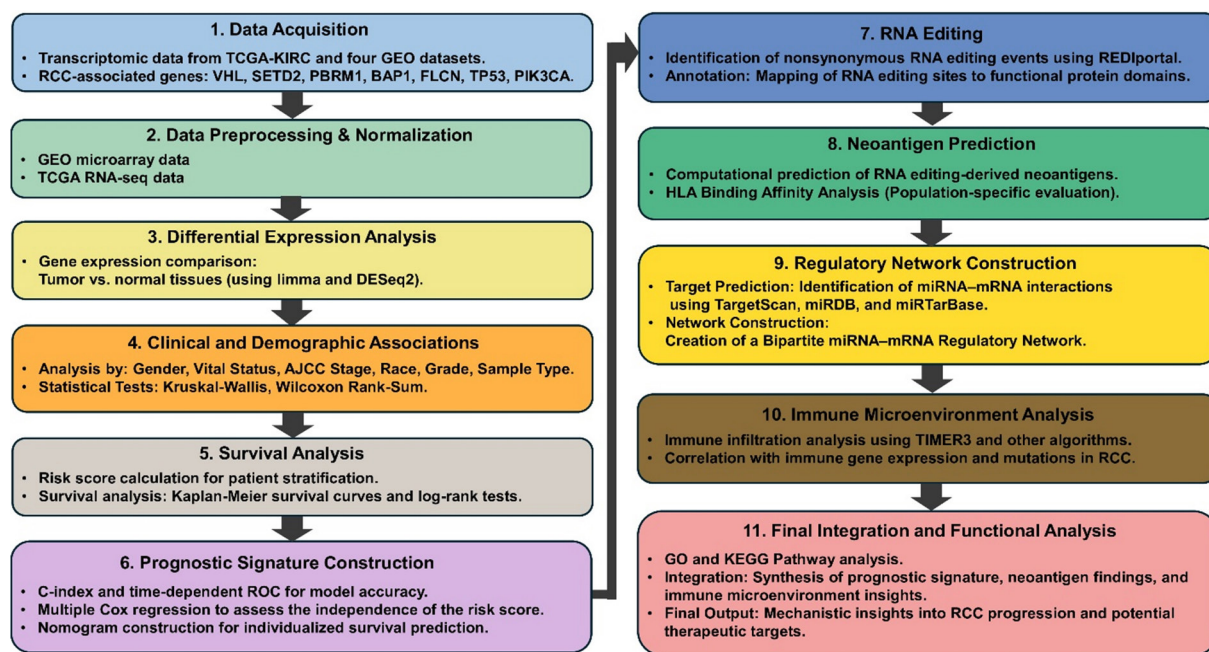 1. Data Acquisition
• Transcriptomic data from TCGA-KIRC and four GEO datasets.
• RCC-associated genes: VHL, SETD2, PBRM1, BAP1, FLCN, TP53, PIK3CA.
2. Data Preprocessing & Normalization
• GEO microarray data
• TCGA RNA-seq data
3. Differential Expression Analysis
• Gene expression comparison:
Tumor vs. normal tissues (using limma and DESeq2).
4. Clinical and Demographic Associations
• Analysis by: Gender, Vital Status, AJCC Stage, Race, Grade, Sample Type.
• Statistical Tests: Kruskal-Wallis, Wilcoxon Rank-Sum.
5. Survival Analysis
• Risk score calculation for patient stratification.
• Survival analysis: Kaplan-Meier survival curves and log-rank tests.
6. Prognostic Signature Construction
• C-index and time-dependent ROC for model accuracy.
• Multiple Cox regression to assess the independence of the risk score.
• Nomogram construction for individualized survival prediction.
7. RNA Editing
• Identification of nonsynonymous RNA editing events using REDIportal.
• Annotation: Mapping of RNA editing sites to functional protein domains.
8. Neoantigen Prediction
• Computational prediction of RNA editing-derived neoantigens.
• HLA Binding Affinity Analysis (Population-specific evaluation).
9. Regulatory Network Construction
• Target Prediction: Identification of miRNA–mRNA interactions
using TargetScan, miRDB, and miRTarBase.
• Network Construction:
Creation of a Bipartite miRNA–mRNA Regulatory Network.
10. Immune Microenvironment Analysis
• Immune infiltration analysis using TIMER3 and other algorithms.
• Correlation with immune gene expression and mutations in RCC.
11. Final Integration and Functional Analysis
• GO and KEGG Pathway analysis.
• Integration: Synthesis of prognostic signature, neoantigen findings, and
immune microenvironment insights.
• Final Output: Mechanistic insights into RCC progression and potential
therapeutic targets.